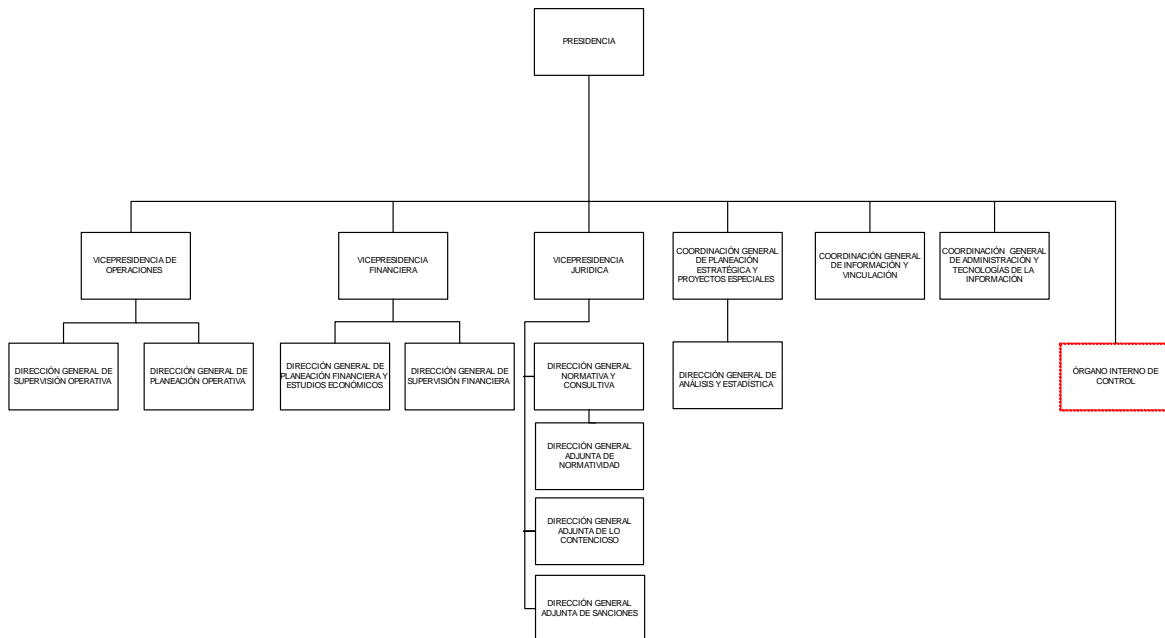 PRESIDENCIA
VICEPRESIDENCIA DE
OPERACIONES
VICEPRESIDENCIA
FINANCIERA
VICEPRESIDENCIA
JURIDICA
COORDINACIÓN GENERAL
DE PLANEACIÓN
ESTRATÉGICA Y
PROYECTOS ESPECIALES
COORDINACIÓN GENERAL
DE INFORMACIÓN Y
VINCULACIÓN
COORDINACIÓN GENERAL
DE ADMINISTRACIÓN Y
TECNOLOGÍAS DE LA
INFORMACIÓN
DIRECCIÓN GENERAL DE
SUPERVISIÓN OPERATIVA
DIRECCIÓN GENERAL DE
PLANEACIÓN OPERATIVA
DIRECCIÓN GENERAL DE
PLANEACIÓN FINANCIERA Y
ESTUDIOS ECONÓMICOS
DIRECCIÓN GENERAL DE
SUPERVISIÓN FINANCIERA
DIRECCIÓN GENERAL
NORMATIVA Y
CONSULTIVA
DIRECCIÓN GENERAL DE
ANÁLISIS Y ESTADÍSTICA
ÓRGANO INTERNO DE
CONTROL
DIRECCIÓN GENERAL
ADJUNTA DE
NORMATIVIDAD
DIRECCIÓN GENERAL
ADJUNTA DE LO
CONTENCIOSO
DIRECCIÓN GENERAL
ADJUNTA DE SANCIONES